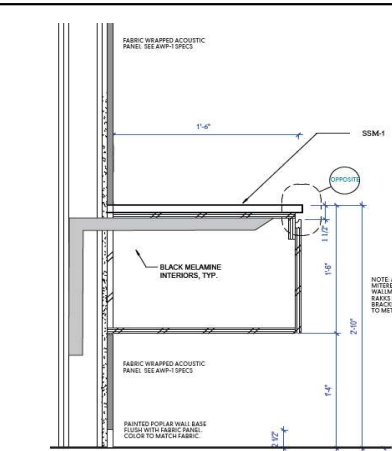 FABRIC WRAPPED ACOUSTIC
PANEL SEE AWP-1 SPECS
1'-6"
SSM-1
OPPOSITE
1 1/2"
BLACK MELAMINE
INTERIORS, TYP.
1'-6"
2'-10"
NOTE:
MITERE
WALLM
RAKKS
BRACK
TO MET
FABRIC WRAPPED ACOUSTIC
PANEL SEE AWP-1 SPECS
1'-4"
PAINTED POPLAR WALL BASE
FLUSH WITH FABRIC PANEL.
COLOR TO MATCH FABRIC.
2 1/2"